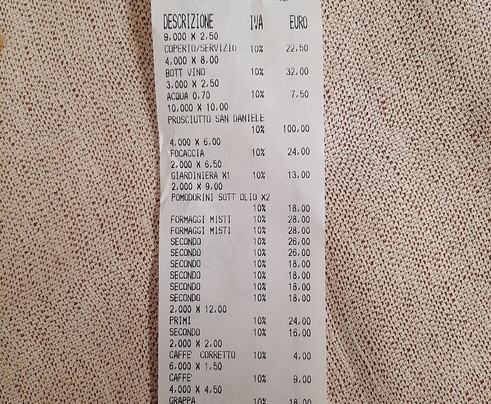 DESCRIZIONE IVA EURO
9,000 X 2,50
COPERTO/SERVIZIO 10% 22,50
4,000 X 8,00
BOTT VINO 10% 32,00
3,000 X 2,50
ACQUA 0,70 10% 7,50
10,000 X 10,00
PROSCIUTTO SAN DANIELE
10% 100,00
4,000 X 6,00
FOCACCIA 10% 24,00
2,000 X 6,50
GIARDINIERA X1 10% 13,00
2,000 X 9,00
POMODORINI SOTT OLIO X2
10% 18,00
FORMAGGI MISTI 10% 28,00
FORMAGGI MISTI 10% 28,00
SECONDO 10% 26,00
SECONDO 10% 26,00
SECONDO 10% 18,00
SECONDO 10% 18,00
SECONDO 10% 18,00
SECONDO 10% 18,00
2,000 X 12,00
PRIMI 10% 24,00
SECONDO 10% 16,00
2,000 X 2,00
CAFFE' CORRETTO 10% 4,00
6,000 X 1,50
CAFFE' 10% 9,00
4,000 X 4,50
GRAPPA 10% 18,00